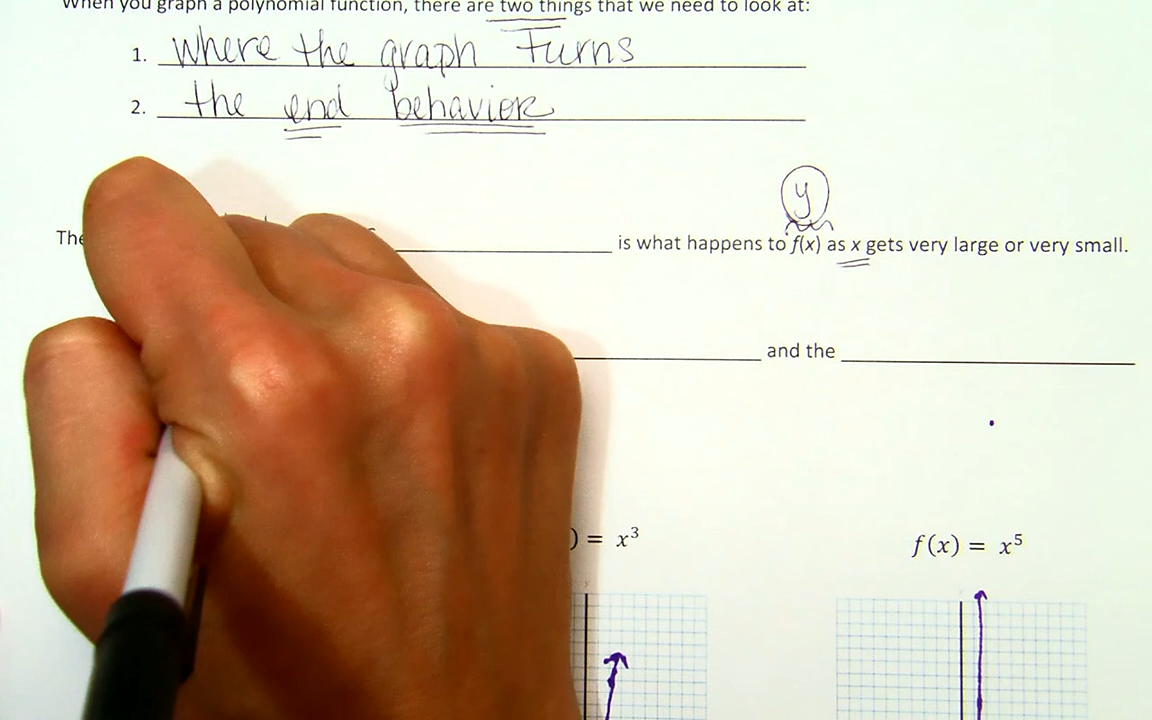 When you graph a polynomial function, there are two things that we need to look at:
1. Where the graph Turns
2. the end behavior
y
The is what happens to f(x) as x gets very large or very small.
and the
) = x³
f(x) = x⁵